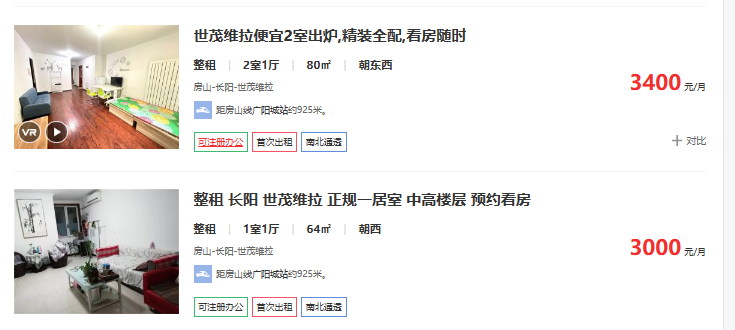 世茂维拉便宜2室出炉,精装全配,看房随时
整租 | 2室1厅 | 80㎡ | 朝东西
3400 元/月
房山-长阳-世茂维拉
距房山线广阳城站约925米。
VR
可注册办公 首次出租 南北通透
+ 对比
整租 长阳 世茂维拉 正规一居室 中高楼层 预约看房
整租 | 1室1厅 | 64㎡ | 朝西
3000 元/月
房山-长阳-世茂维拉
距房山线广阳城站约925米。
可注册办公 首次出租 南北通透